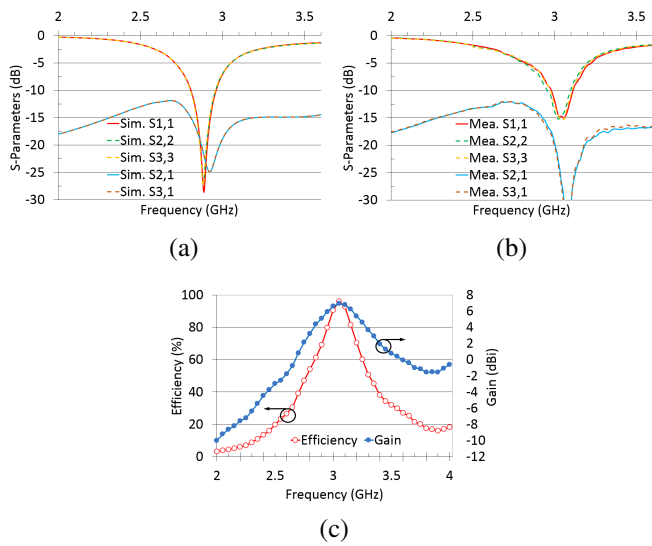 2 2.5 3 3.5
0
-5
-10
-15
-20
-25
-30
S-Parameters (dB)
Sim. S1,1
Sim. S2,2
Sim. S3,3
Sim. S2,1
Sim. S3,1
Frequency (GHz)
(a)
2 2.5 3 3.5
0
-5
-10
-15
-20
-25
-30
S-Parameters (dB)
Mea. S1,1
Mea. S2,2
Mea. S3,3
Mea. S2,1
Mea. S3,1
Frequency (GHz)
(b)
100
80
60
40
20
0
Efficiency (%)
8
6
4
2
0
-2
-4
-6
-8
-10
-12
Gain (dBi)
Efficiency Gain
2 2.5 3 3.5 4
Frequency (GHz)
(c)